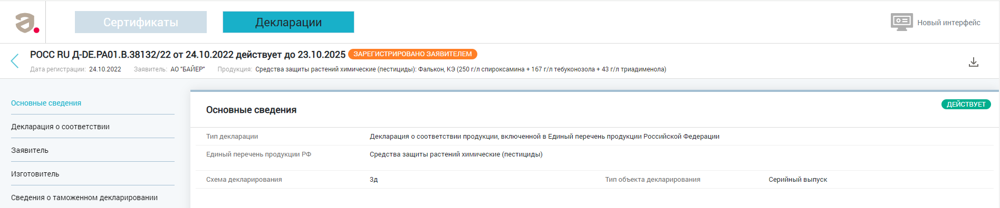 Сертификаты
Декларации
Новый интерфейс
РОСС RU Д-DE.РА01.В.38132/22 от 24.10.2022 действует до 23.10.2025 ЗАРЕГИСТРИРОВАНО ЗАЯВИТЕЛЕМ
Дата регистрации: 24.10.2022 Заявитель: АО "БАЙЕР" Продукция: Средства защиты растений химические (пестициды): Фалькон, КЭ (250 г/л спироксамина + 167 г/л тебуконозола + 43 г/л триадименола)
Основные сведения
Декларация о соответствии
Заявитель
Изготовитель
Сведения о таможенном декларировании
Основные сведения
ДЕЙСТВУЕТ
Тип декларации Декларация о соответствии продукции, включенной в Единый перечень продукции Российской Федерации
Единый перечень продукции РФ Средства защиты растений химические (пестициды)
Схема декларирования 3д Тип объекта декларирования Серийный выпуск